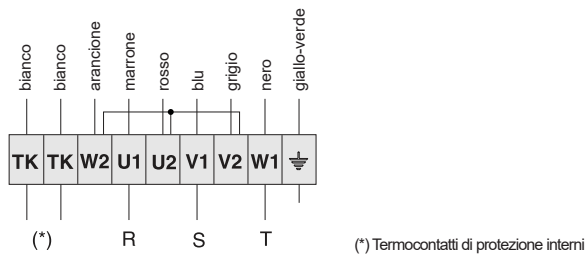 bianco bianco arancione marrone rosso blu grigio nero giallo-verde
TK TK W2 U1 U2 V1 V2 W1
(*) R S T
(*) Termocontatti di protezione interni